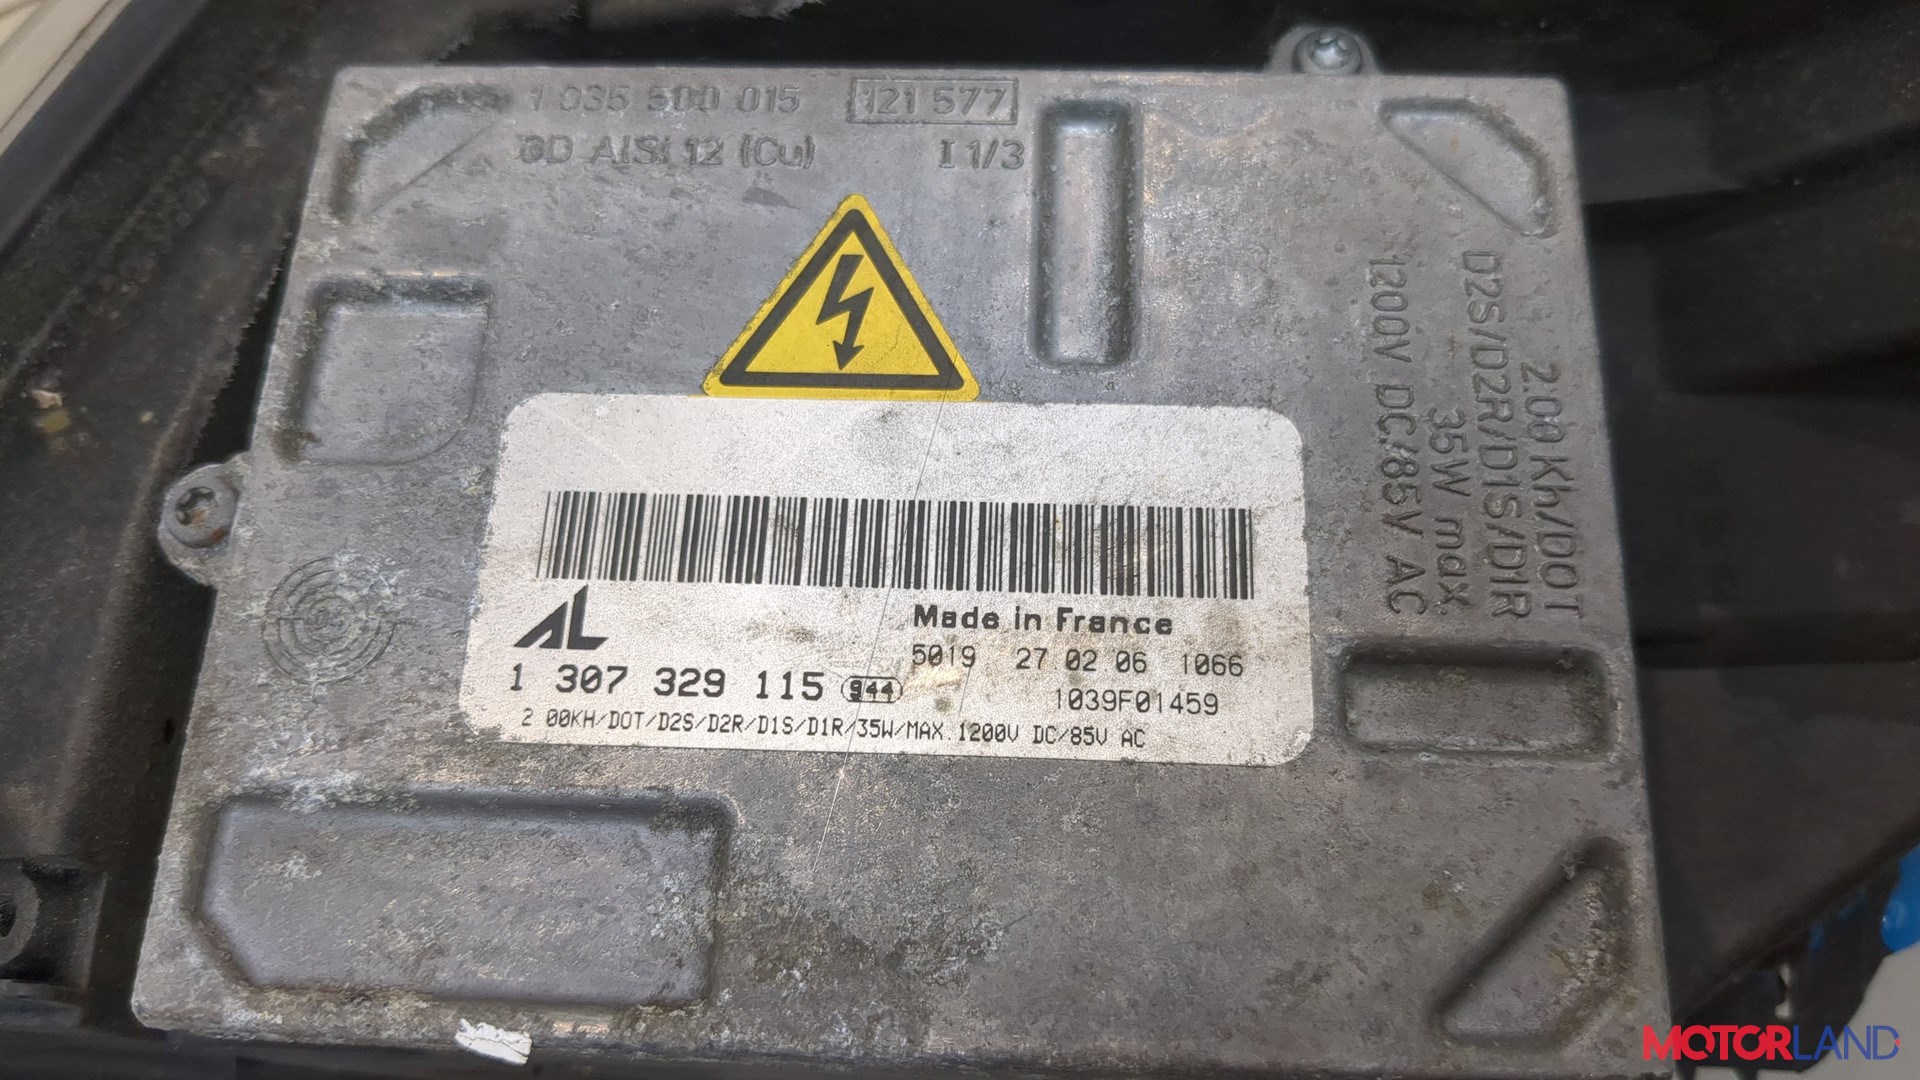 1 035 500 015 121 577
GD AlSi 12 (Cu) I 1/3
2.00 Kh/DOT
D2S/D2R/D1S/D1R
35W max
1200V DC/85V AC
AL
Made in France
5019 27 02 06 1066
1 307 329 115 944
1039F01459
2 00KH/DOT/D2S/D2R/D1S/D1R/35W/MAX 1200V DC/85V AC
MOTORLAND